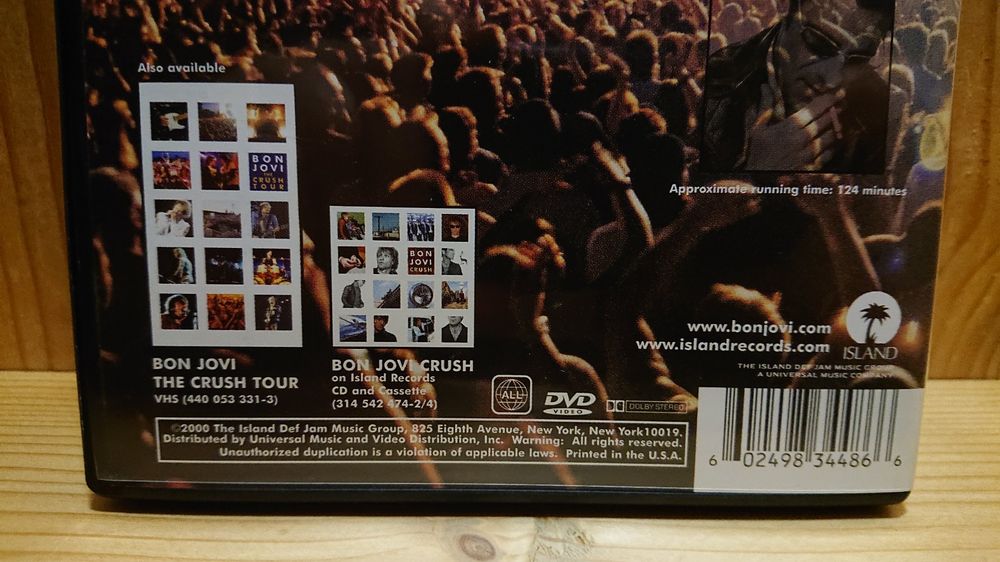 Also available
BON
JOVI
THE
CRUSH
TOUR
BON
JOVI
CRUSH
BON JOVI
THE CRUSH TOUR
VHS (440 053 331-3)
BON JOVI CRUSH
on Island Records
CD and Cassette
(314 542 474-2/4)
Approximate running time: 124 minutes
www.bonjovi.com
www.islandrecords.com
ISLAND
THE ISLAND DEF JAM MUSIC GROUP
A UNIVERSAL MUSIC COMPANY
ALL
DVD
VIDEO
DOLBY STEREO
©2000 The Island Def Jam Music Group, 825 Eighth Avenue, New York, New York10019.
Distributed by Universal Music and Video Distribution, Inc. Warning: All rights reserved.
Unauthorized duplication is a violation of applicable laws. Printed in the U.S.A.
6 02498 34486 6